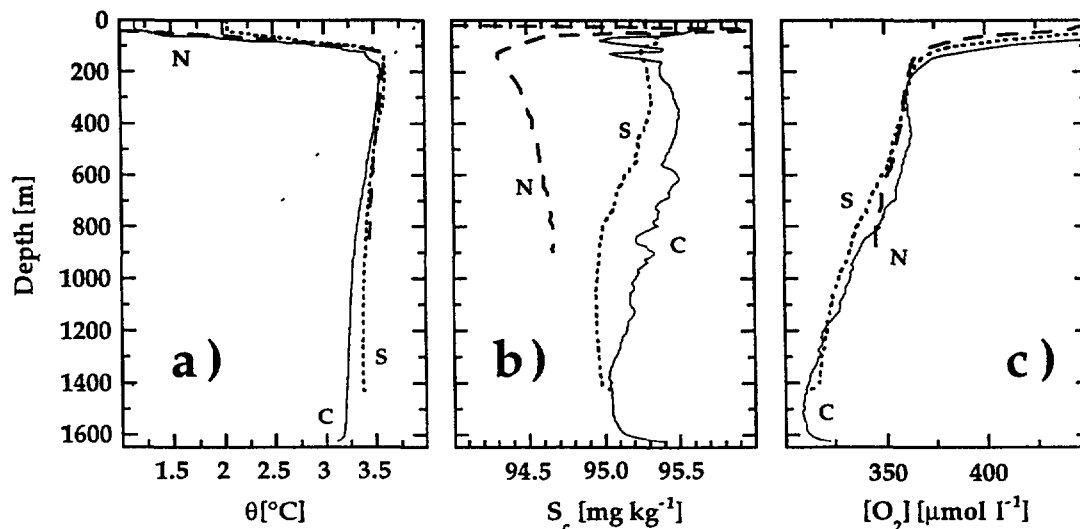 N
S
C
a)
S
N
C
b)
S
N
C
c)
0
200
400
600
800
1000
1200
1400
1600
Depth [m]
1.5 2 2.5 3 3.5
94.5 95.0 95.5
350 400
θ[°C]
S [mg kg⁻¹]
[O₂] [μmol l⁻¹]